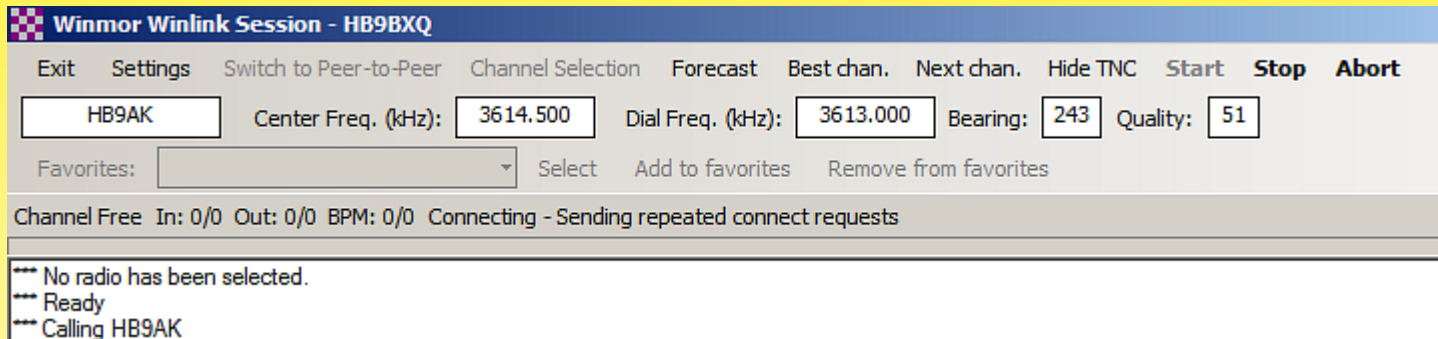 Winmor Winlink Session - HB9BXQ
Exit Settings Switch to Peer-to-Peer Channel Selection Forecast Best chan. Next chan. Hide TNC Start Stop Abort
HB9AK Center Freq. (kHz): 3614.500 Dial Freq. (kHz): 3613.000 Bearing: 243 Quality: 51
Favorites: Select Add to favorites Remove from favorites
Channel Free In: 0/0 Out: 0/0 BPM: 0/0 Connecting - Sending repeated connect requests
*** No radio has been selected.
*** Ready
*** Calling HB9AK